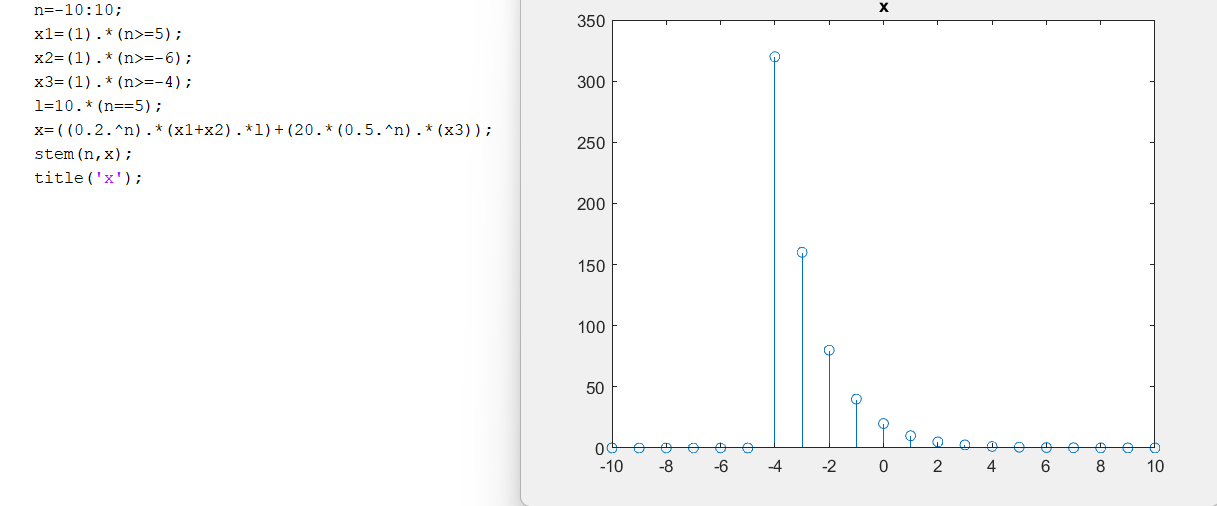 n=-10:10;
x1=(1).*(n>=5);
x2=(1).*(n>=-6);
x3=(1).*(n>=-4);
l=10.*(n==5);
x=((0.2.^n).*(x1+x2).*l)+(20.*(0.5.^n).*(x3));
stem(n,x);
title('x');
x
350
300
250
200
150
100
50
0
-10 -8 -6 -4 -2 0 2 4 6 8 10